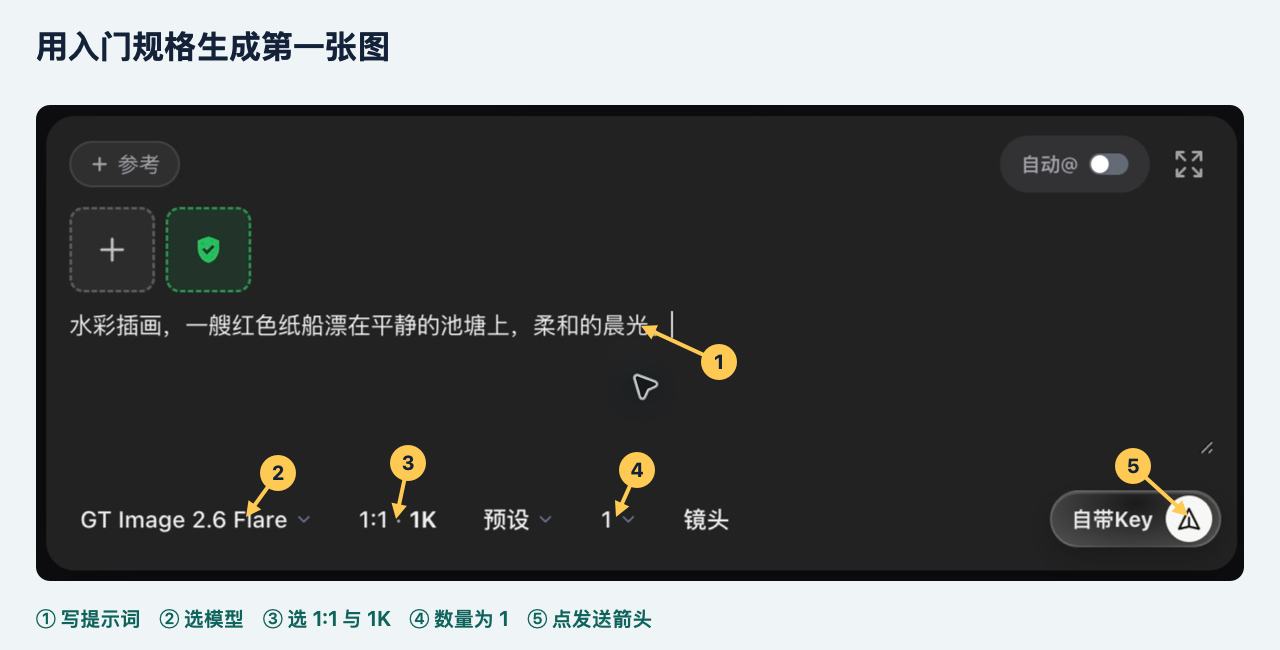 用入门规格生成第一张图
+ 参考
自动@
水彩插画，一艘红色纸船漂在平静的池塘上，柔和的晨光
1
2
3
4
5
GT Image 2.6 Flare
1:1 · 1K
预设
1
镜头
自带Key
① 写提示词 ② 选模型 ③ 选 1:1 与 1K ④ 数量为 1 ⑤ 点发送箭头